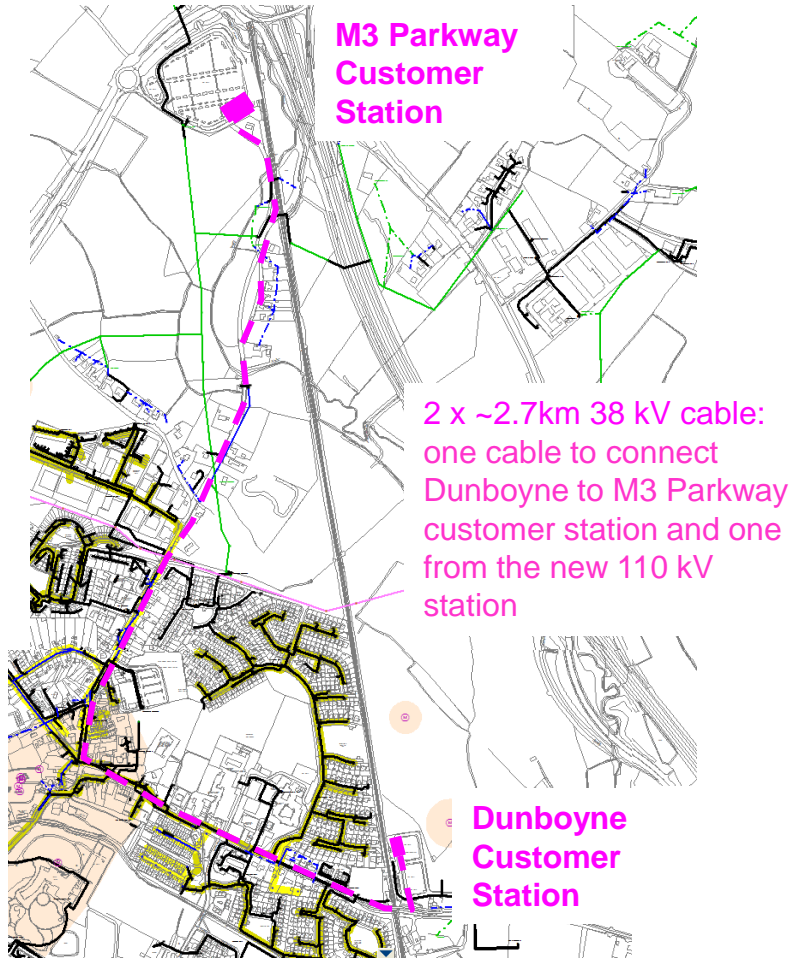 M3 Parkway
Customer
Station
2 x ~2.7km 38 kV cable:
one cable to connect
Dunboyne to M3 Parkway
customer station and one
from the new 110 kV
station
Dunboyne
Customer
Station